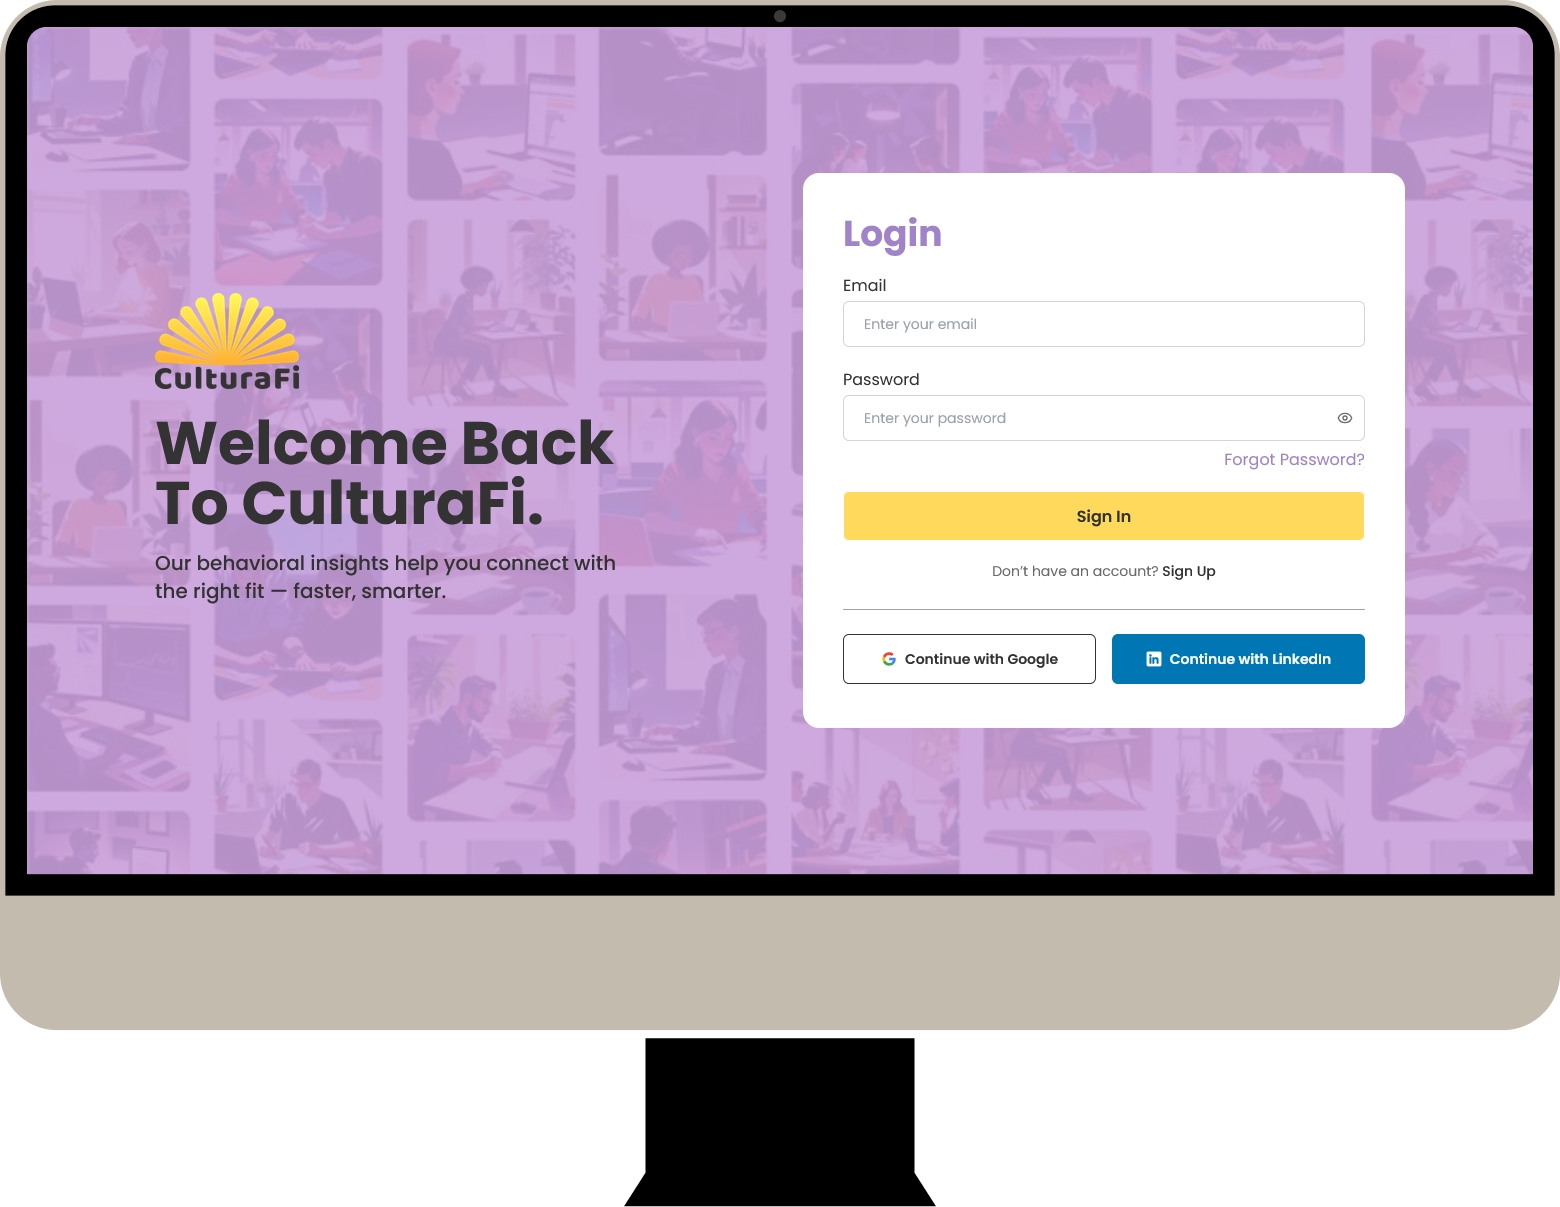 CulturaFi
Welcome Back
To CulturaFi.
Our behavioral insights help you connect with
the right fit — faster, smarter.
Login
Email
Enter your email
Password
Enter your password
Forgot Password?
Sign In
Don’t have an account? Sign Up
Continue with Google
in Continue with LinkedIn